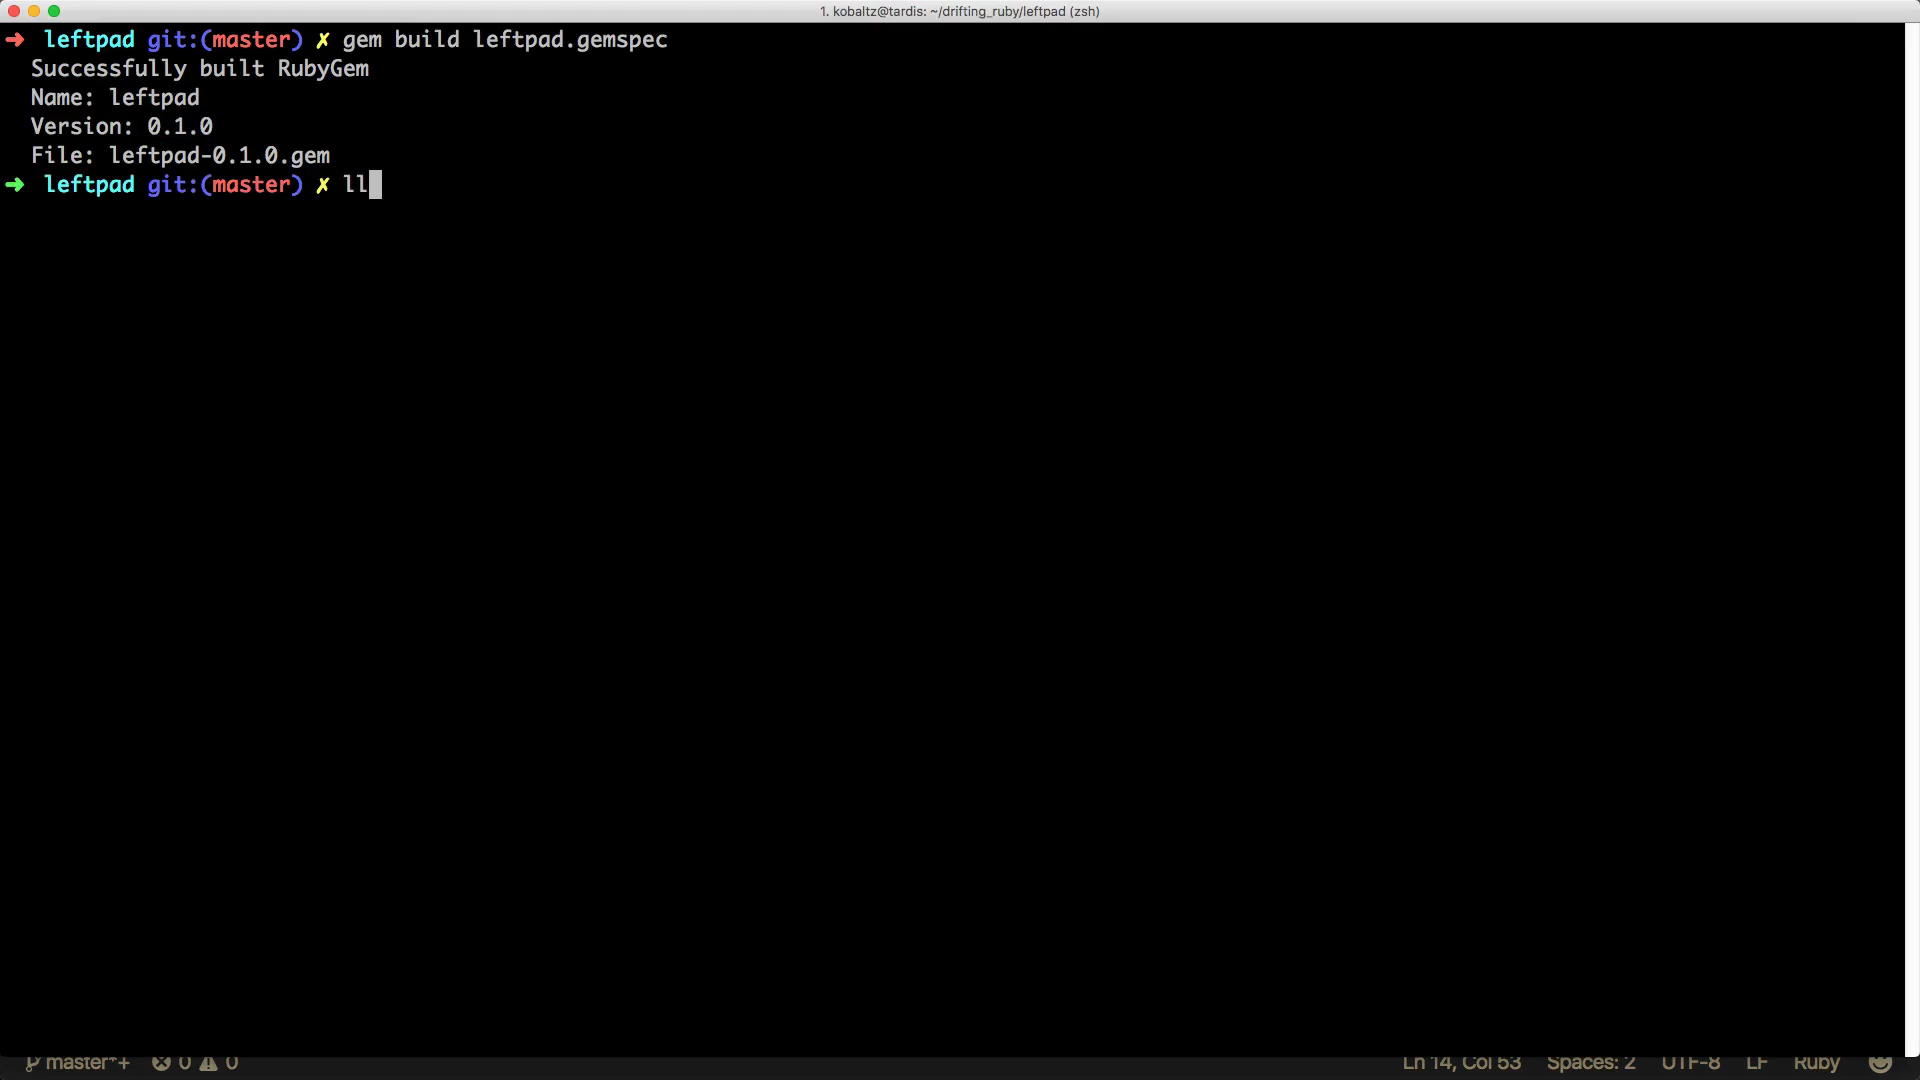 1. kobaltz@tardis: ~/drifting_ruby/leftpad (zsh)
➜ leftpad git:(master) ✗ gem build leftpad.gemspec
Successfully built RubyGem
Name: leftpad
Version: 0.1.0
File: leftpad-0.1.0.gem
➜ leftpad git:(master) ✗ ll
master*+ 0 0 Ln 14, Col 53 Spaces: 2 UTF-8 LF Ruby